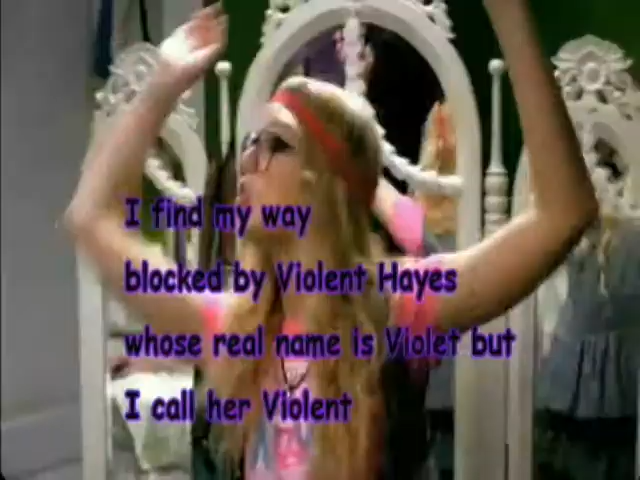 I find my way
blocked by Violent Hayes
whose real name is Violet but
I call her Violent